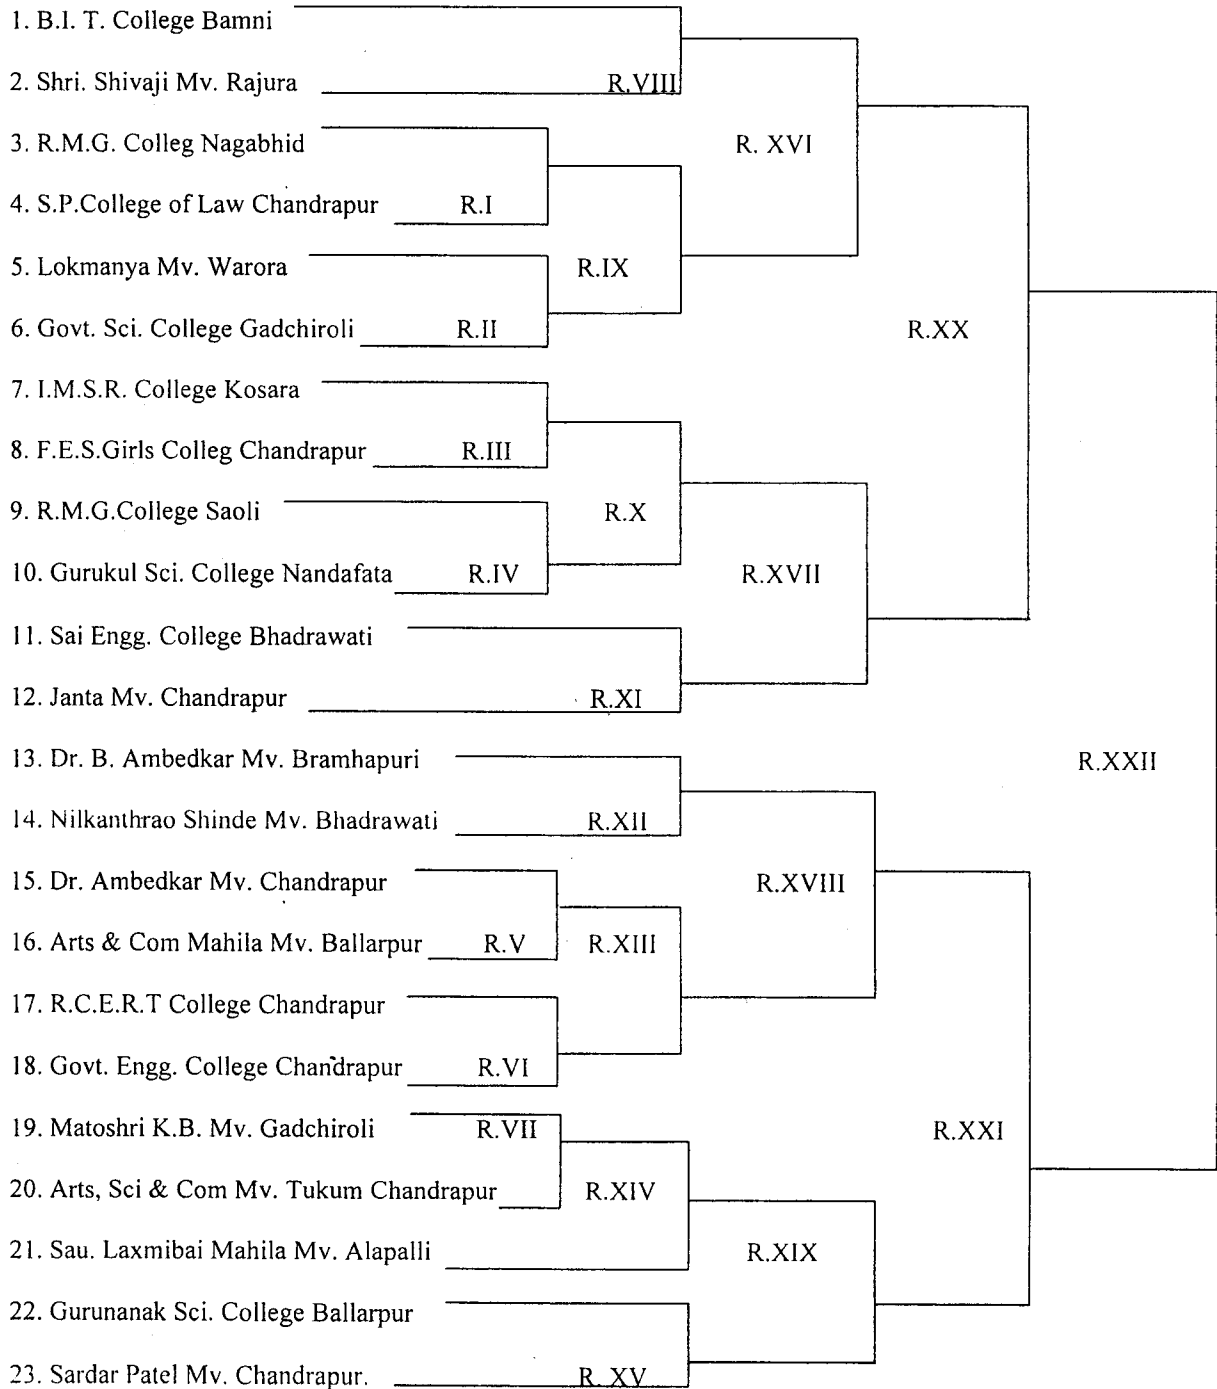 1. B.I. T. College Bamni
2. Shri. Shivaji Mv. Rajura R.VIII
3. R.M.G. Colleg Nagabhid R. XVI
4. S.P.College of Law Chandrapur R.I
5. Lokmanya Mv. Warora R.IX
6. Govt. Sci. College Gadchiroli R.II R.XX
7. I.M.S.R. College Kosara
8. F.E.S.Girls Colleg Chandrapur R.III
9. R.M.G.College Saoli R.X
10. Gurukul Sci. College Nandafata R.IV R.XVII
11. Sai Engg. College Bhadrawati
12. Janta Mv. Chandrapur R.XI
13. Dr. B. Ambedkar Mv. Bramhapuri R.XXII
14. Nilkanthrao Shinde Mv. Bhadrawati R.XII
15. Dr. Ambedkar Mv. Chandrapur R.XVIII
16. Arts & Com Mahila Mv. Ballarpur R.V R.XIII
17. R.C.E.R.T College Chandrapur
18. Govt. Engg. College Chandrapur R.VI
19. Matoshri K.B. Mv. Gadchiroli R.VII R.XXI
20. Arts, Sci & Com Mv. Tukum Chandrapur R.XIV
21. Sau. Laxmibai Mahila Mv. Alapalli R.XIX
22. Gurunanak Sci. College Ballarpur
23. Sardar Patel Mv. Chandrapur. R. XV